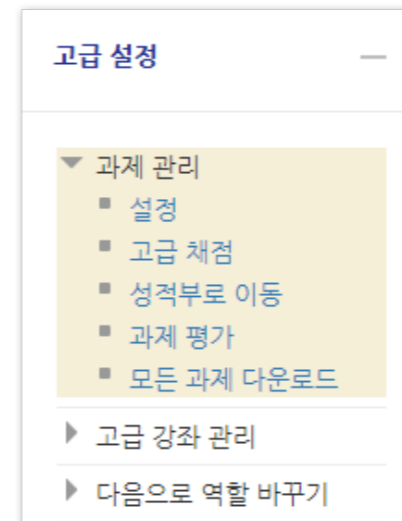 고급 설정
과제 관리
설정
고급 채점
성적부로 이동
과제 평가
모든 과제 다운로드
고급 강좌 관리
다음으로 역할 바꾸기